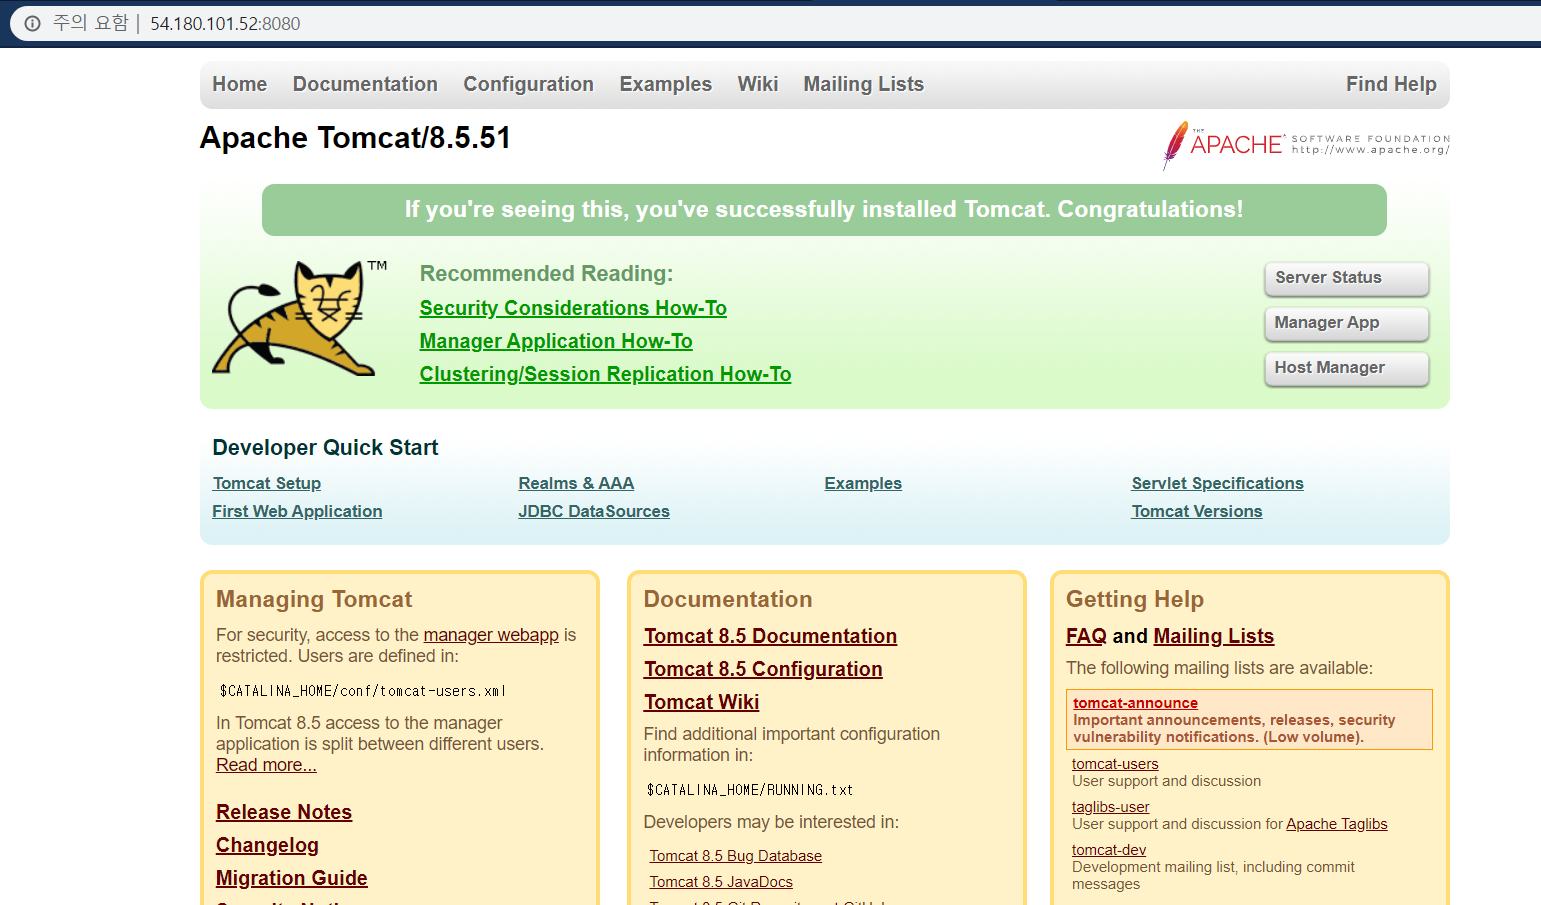 주의 요함 | 54.180.101.52:8080
Home Documentation Configuration Examples Wiki Mailing Lists Find Help
Apache Tomcat/8.5.51
THE APACHE SOFTWARE FOUNDATION
http://www.apache.org/
If you're seeing this, you've successfully installed Tomcat. Congratulations!
TM
Recommended Reading:
Security Considerations How-To
Manager Application How-To
Clustering/Session Replication How-To
Server Status
Manager App
Host Manager
Developer Quick Start
Tomcat Setup
First Web Application
Realms & AAA
JDBC DataSources
Examples
Servlet Specifications
Tomcat Versions
Managing Tomcat
For security, access to the manager webapp is
restricted. Users are defined in:
$CATALINA_HOME/conf/tomcat-users.xml
In Tomcat 8.5 access to the manager
application is split between different users.
Read more...
Release Notes
Changelog
Migration Guide
Documentation
Tomcat 8.5 Documentation
Tomcat 8.5 Configuration
Tomcat Wiki
Find additional important configuration
information in:
$CATALINA_HOME/RUNNING.txt
Developers may be interested in:
Tomcat 8.5 Bug Database
Tomcat 8.5 JavaDocs
Getting Help
FAQ and Mailing Lists
The following mailing lists are available:
tomcat-announce
Important announcements, releases, security
vulnerability notifications. (Low volume).
tomcat-users
User support and discussion
taglibs-user
User support and discussion for Apache Taglibs
tomcat-dev
Development mailing list, including commit
messages